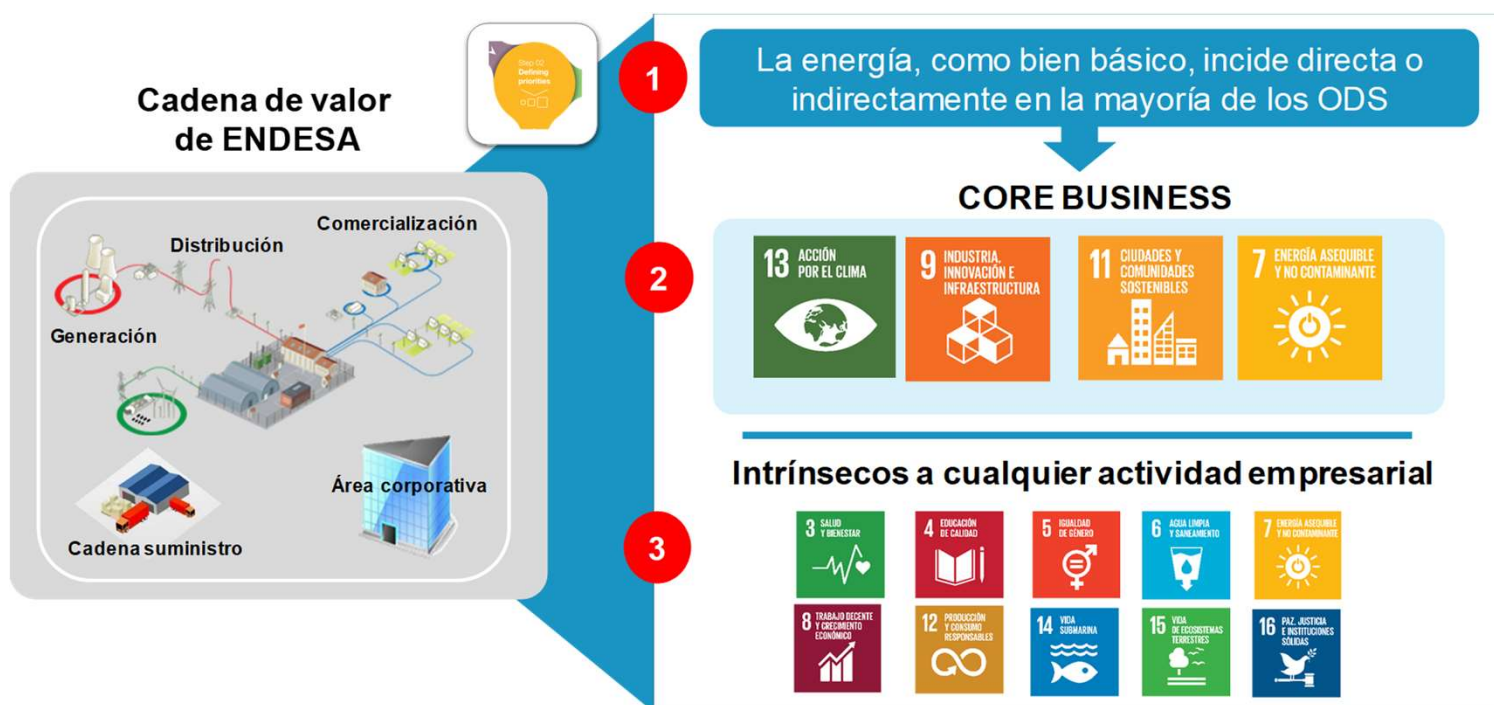 Cadena de valor
de ENDESA
Step 02
Defining
priorities
Generación
Distribución
Comercialización
Cadena suministro
Área corporativa
1
La energía, como bien básico, incide directa o
indirectamente en la mayoría de los ODS
CORE BUSINESS
2
13 ACCIÓN
POR EL CLIMA
9 INDUSTRIA,
INNOVACIÓN E
INFRAESTRUCTURA
11 CIUDADES Y
COMUNIDADES
SOSTENIBLES
7 ENERGÍA ASEQUIBLE
Y NO CONTAMINANTE
Intrínsecos a cualquier actividad empresarial
3
3 SALUD
Y BIENESTAR
4 EDUCACIÓN
DE CALIDAD
5 IGUALDAD
DE GÉNERO
6 AGUA LIMPIA
Y SANEAMIENTO
7 ENERGÍA ASEQUIBLE
Y NO CONTAMINANTE
8 TRABAJO DECENTE
Y CRECIMIENTO
ECONÓMICO
12 PRODUCCIÓN
Y CONSUMO
RESPONSABLES
14 VIDA
SUBMARINA
15 VIDA
DE ECOSISTEMAS
TERRESTRES
16 PAZ, JUSTICIA
E INSTITUCIONES
SÓLIDAS